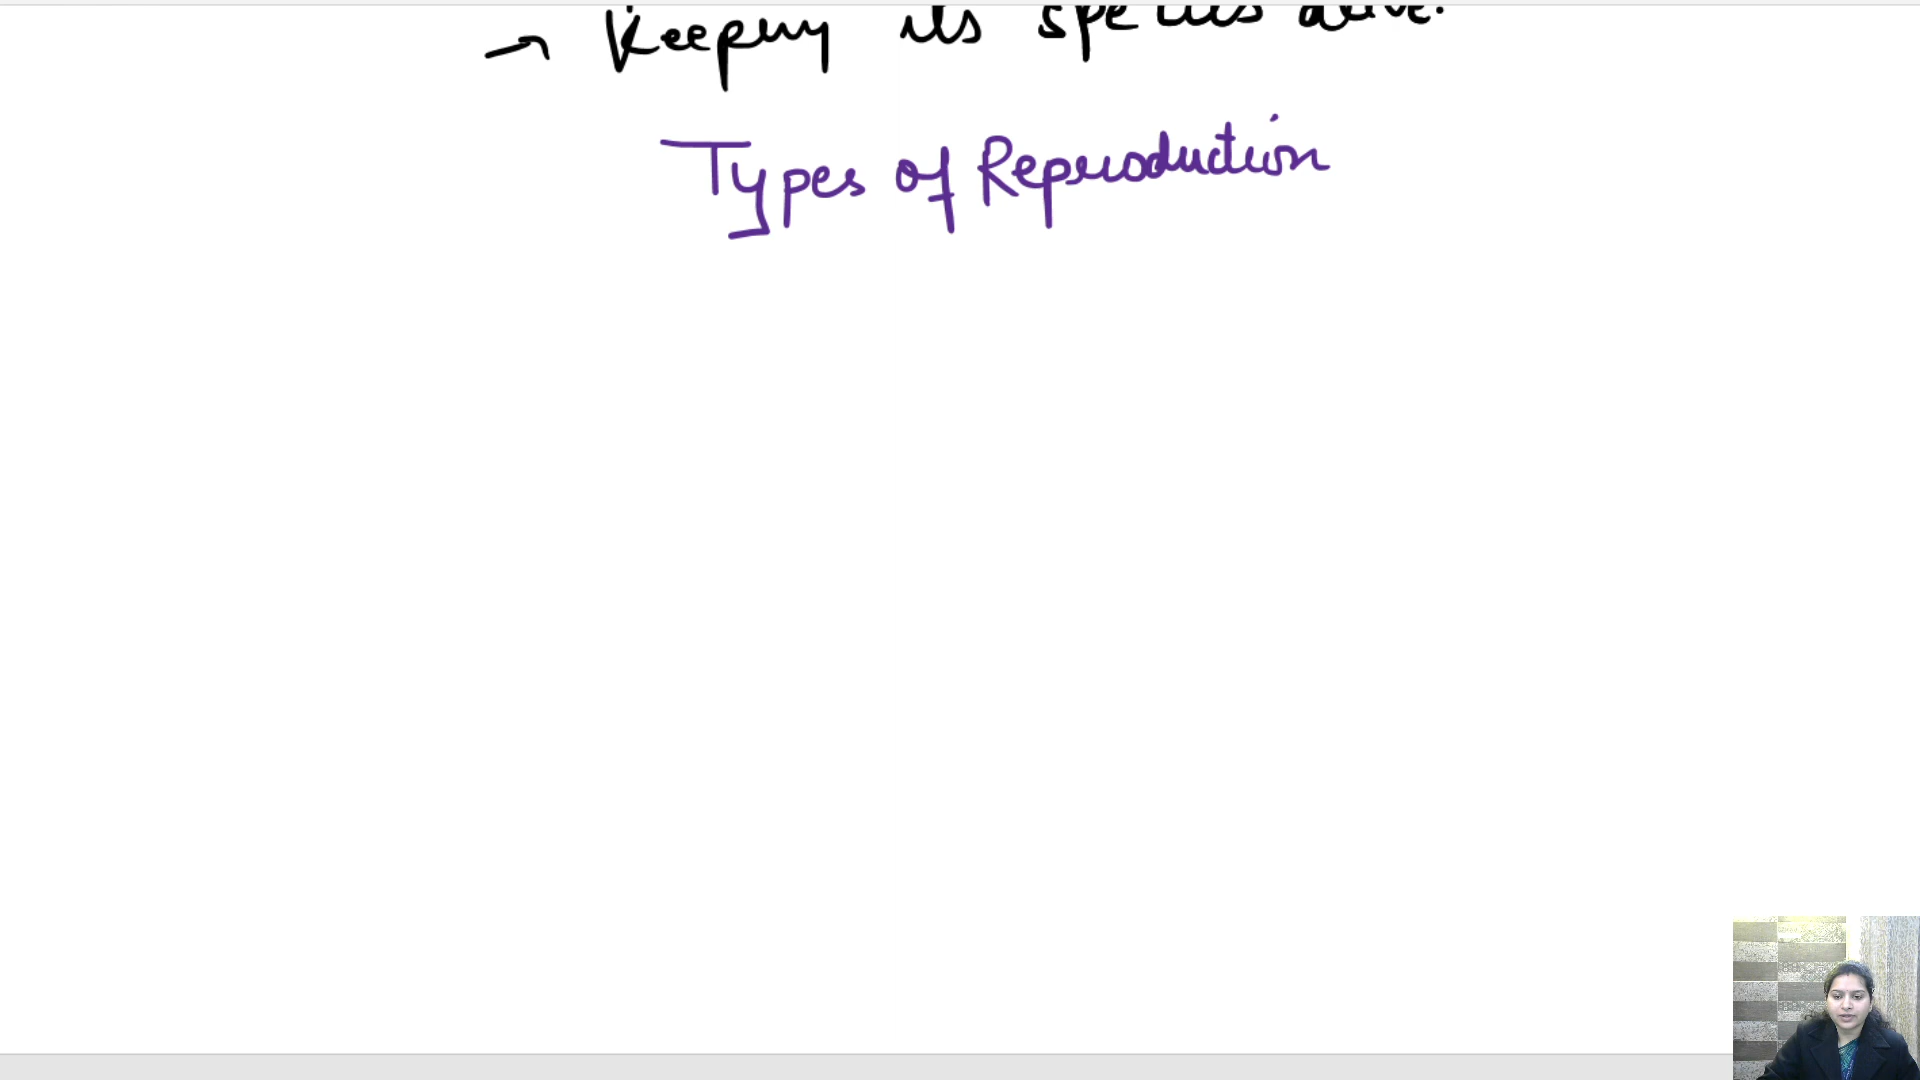 → Keeping its species alive.
Types of Reproduction